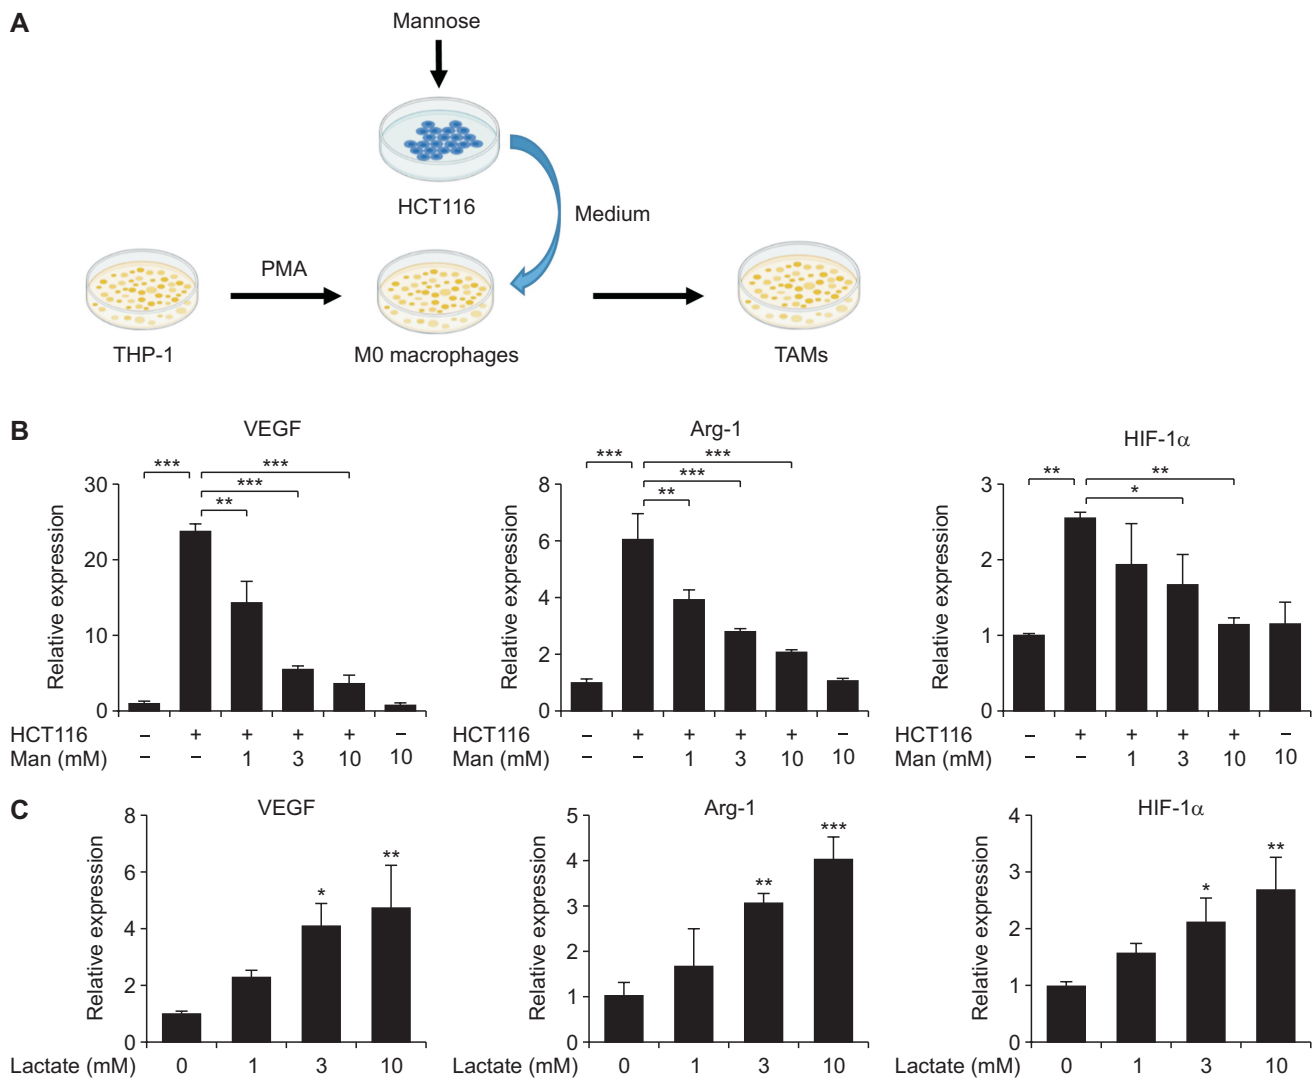 A
Mannose
HCT116
Medium
PMA
THP-1
M0 macrophages
TAMs
B
VEGF
*** ***
***
**
30
20
10
0
Relative expression
HCT116 – + + + + –
Man (mM) – – 1 3 10 10
Arg-1
*** ***
***
**
8
6
4
2
0
Relative expression
HCT116 – + + + + –
Man (mM) – – 1 3 10 10
HIF-1α
** **
*
3
2
1
0
Relative expression
HCT116 – + + + + –
Man (mM) – – 1 3 10 10
C
VEGF
8
6
4
2
0
Relative expression
* **
Lactate (mM) 0 1 3 10
Arg-1
5
4
3
2
1
0
Relative expression
** ***
Lactate (mM) 0 1 3 10
HIF-1α
4
3
2
1
0
Relative expression
* **
Lactate (mM) 0 1 3 10